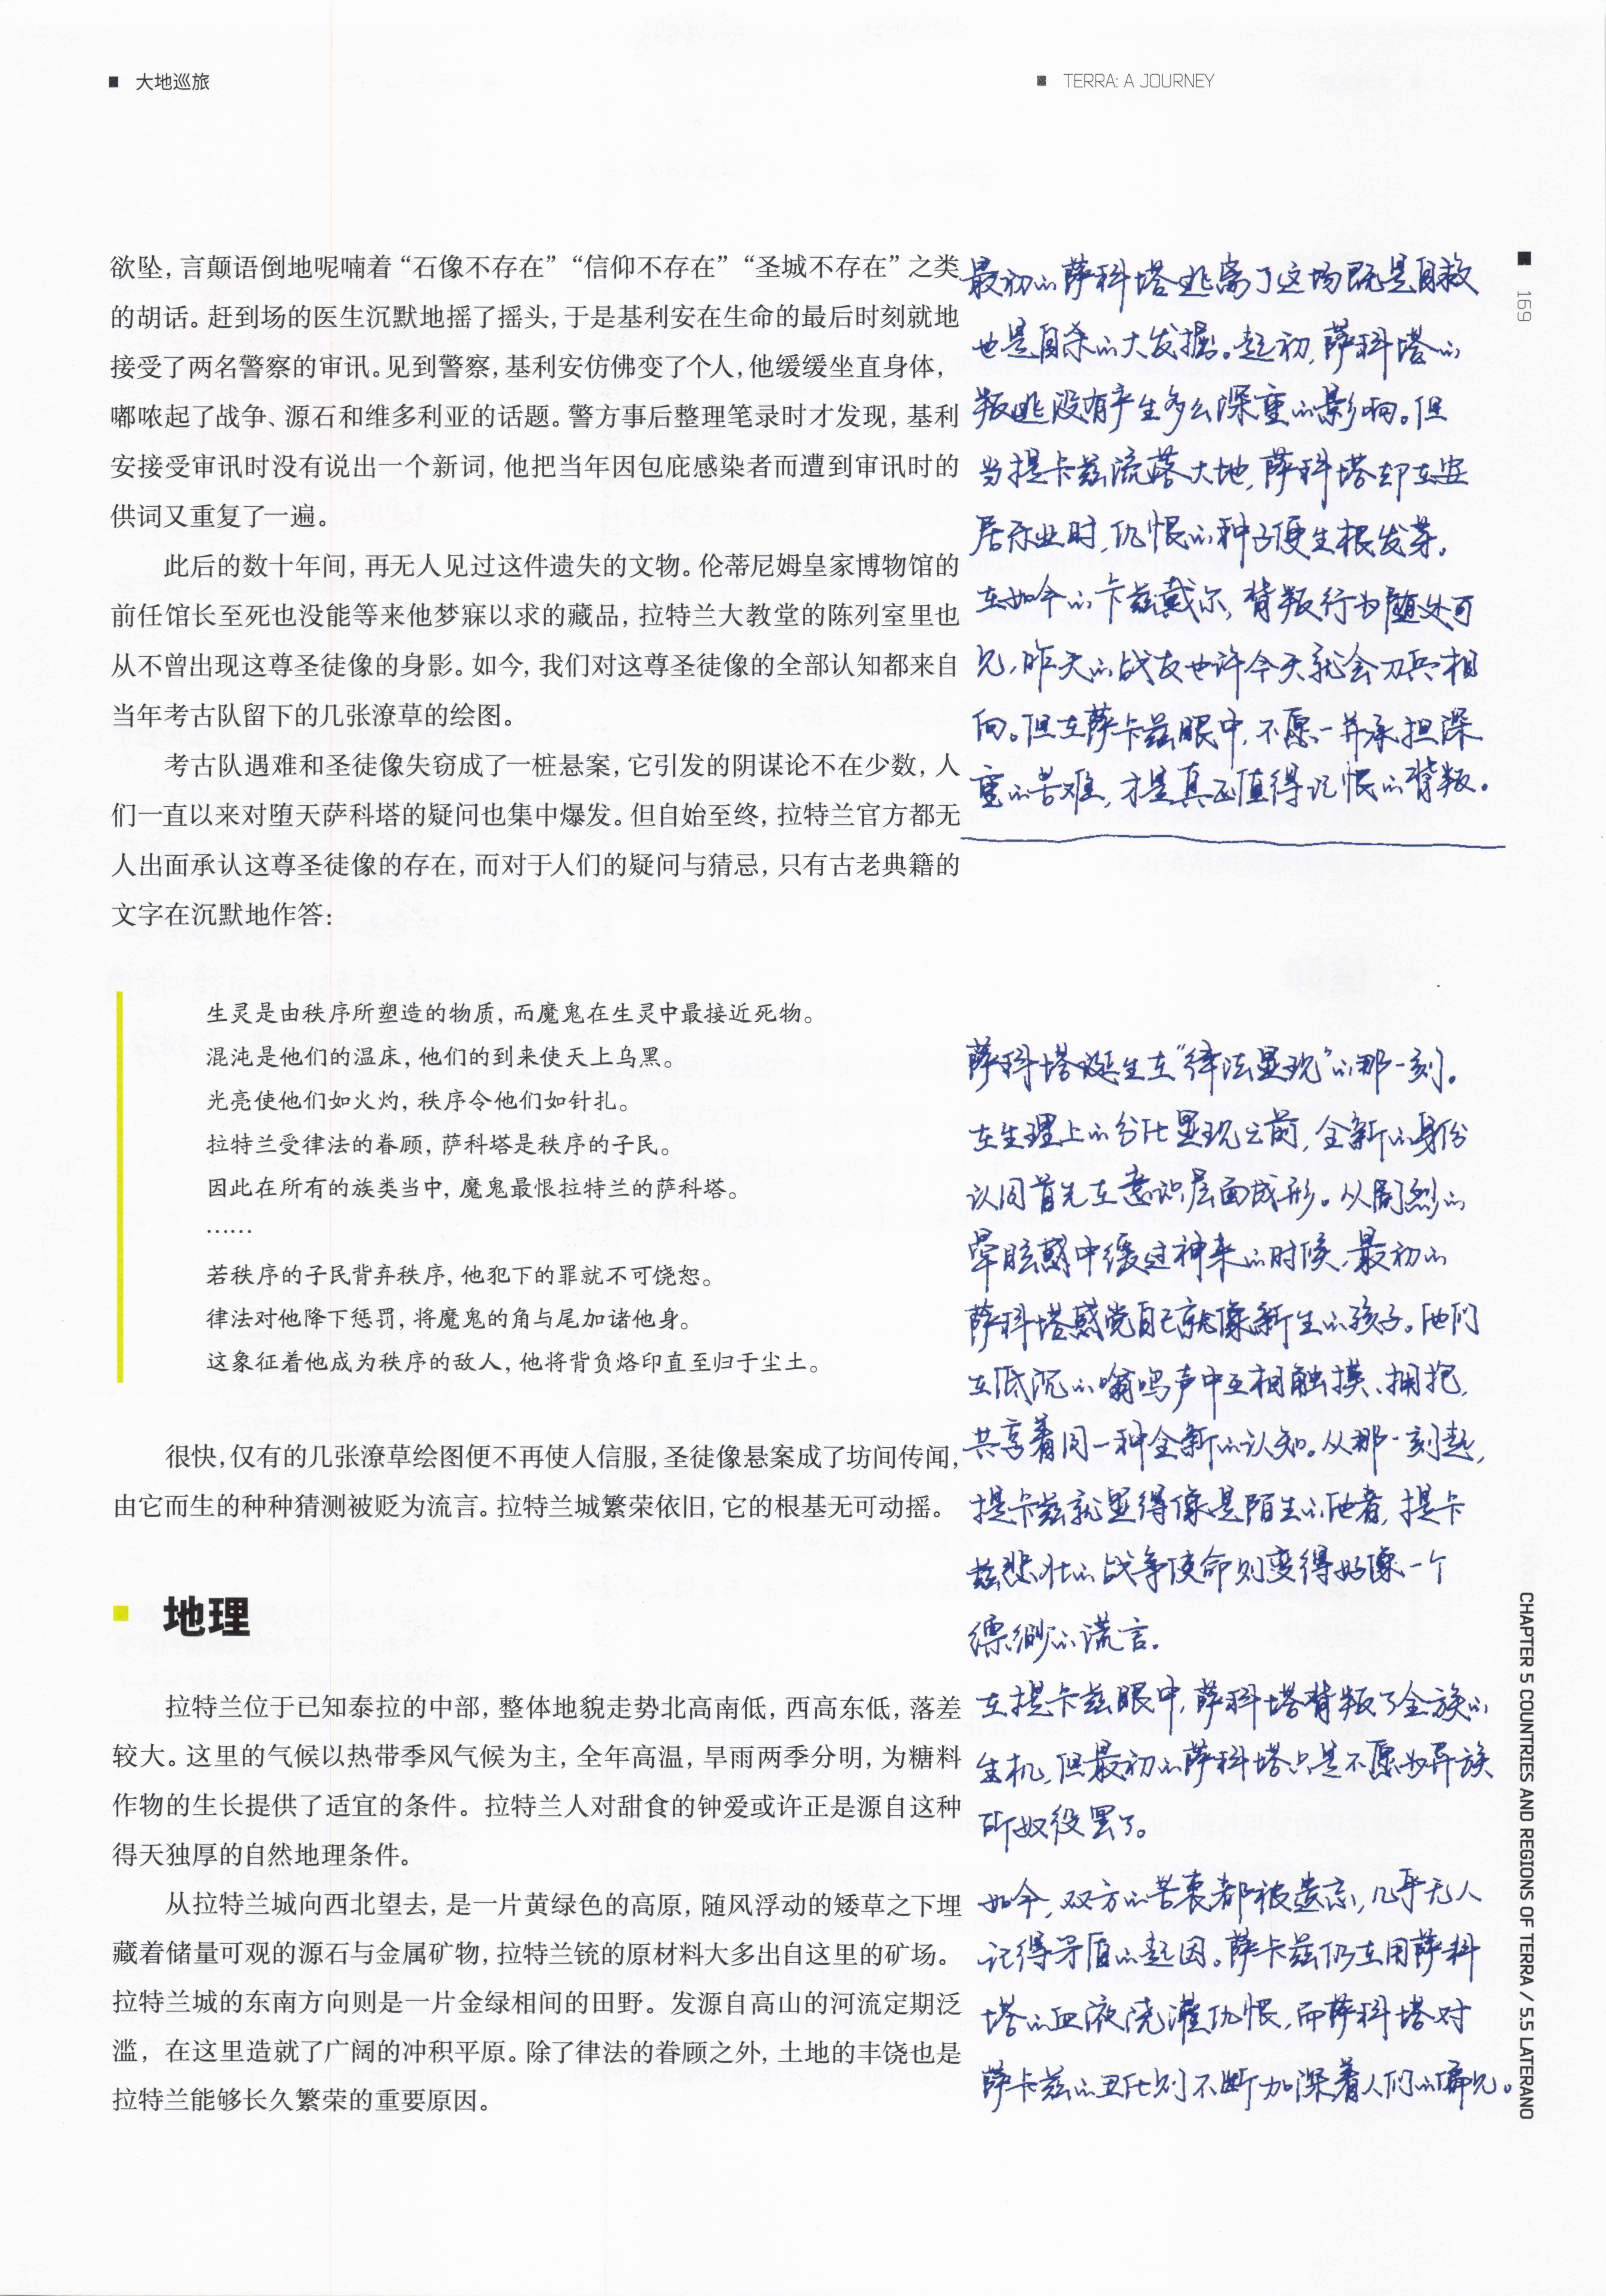 大地巡旅
TERRA: A JOURNEY
169
欲坠，言颠语倒地呢喃着“石像不存在”“信仰不存在”“圣城不存在”之类
的胡话。赶到场的医生沉默地摇了摇头，于是基利安在生命的最后时刻就地
接受了两名警察的审讯。见到警察，基利安仿佛变了个人，他缓缓坐直身体，
嘟哝起了战争、源石和维多利亚的话题。警方事后整理笔录时才发现，基利
安接受审讯时没有说出一个新词，他把当年因包庇感染者而遭到审讯时的
供词又重复了一遍。
此后的数十年间，再无人见过这件遗失的文物。伦蒂尼姆皇家博物馆的
前任馆长至死也没能等来他梦寐以求的藏品，拉特兰大教堂的陈列室里也
从不曾出现这尊圣徒像的身影。如今，我们对这尊圣徒像的全部认知都来自
当年考古队留下的几张潦草的绘图。
考古队遇难和圣徒像失窃成了一桩悬案，它引发的阴谋论不在少数，人
们一直以来对堕天萨科塔的疑问也集中爆发。但自始至终，拉特兰官方都无
人出面承认这尊圣徒像的存在，而对于人们的疑问与猜忌，只有古老典籍的
文字在沉默地作答：
生灵是由秩序所塑造的物质，而魔鬼在生灵中最接近死物。
混沌是他们的温床，他们的到来使天上乌黑。
光亮使他们如火灼，秩序令他们如针扎。
拉特兰受律法的眷顾，萨科塔是秩序的子民。
因此在所有的族类当中，魔鬼最恨拉特兰的萨科塔。
……
若秩序的子民背弃秩序，他犯下的罪就不可饶恕。
律法对他降下惩罚，将魔鬼的角与尾加诸他身。
这象征着他成为秩序的敌人，他将背负烙印直至归于尘土。
很快，仅有的几张潦草绘图便不再使人信服，圣徒像悬案成了坊间传闻，
由它而生的种种猜测被贬为流言。拉特兰城繁荣依旧，它的根基无可动摇。
地理
拉特兰位于已知泰拉的中部，整体地貌走势北高南低，西高东低，落差
较大。这里的气候以热带季风气候为主，全年高温，旱雨两季分明，为糖料
作物的生长提供了适宜的条件。拉特兰人对甜食的钟爱或许正是源自这种
得天独厚的自然地理条件。
从拉特兰城向西北望去，是一片黄绿色的高原，随风浮动的矮草之下埋
藏着储量可观的源石与金属矿物，拉特兰铳的原材料大多出自这里的矿场。
拉特兰城的东南方向则是一片金绿相间的田野。发源自高山的河流定期泛
滥，在这里造就了广阔的冲积平原。除了律法的眷顾之外，土地的丰饶也是
拉特兰能够长久繁荣的重要原因。
最初的萨科塔逃离了这场既是自救
也是自杀的大发掘。起初，萨科塔的
叛逃没有产生多么深重的影响。但
当提卡兹流落大地，萨科塔却在安
居乐业时，仇恨的种子便生根发芽。
在如今的卡兹戴尔，背叛行为随处可
见，昨天的战友也许今天就会刀兵相
向。但在萨卡兹眼中，不愿一并承担深
重的苦难，才是真正值得记恨的背叛。
萨科塔诞生在“律法显现”的那一刻。
在生理上的分化显现之前，全新的身份
认同首先在意识层面成形。从剧烈的
晕眩感中缓过神来的时候，最初的
萨科塔感觉自己就像新生的孩子。他们
在低沉的嗡鸣声中互相触摸、拥抱，
共享着同一种全新的认知。从那一刻起，
提卡兹就显得像是陌生的他者，提卡
兹悲壮的战争使命则变得好像一个
缥缈的谎言。
在提卡兹眼中，萨科塔背叛了全族的
生机，但最初的萨科塔只是不愿为异族
所奴役罢了。
如今，双方的苦衷都被遗忘，几乎无人
记得矛盾的起因。萨卡兹仍在用萨科
塔的血液浇灌仇恨，而萨科塔对
萨卡兹的丑化则不断加深着人们的偏见。
CHAPTER 5 COUNTRIES AND REGIONS OF TERRA / 5.5 LATERANO